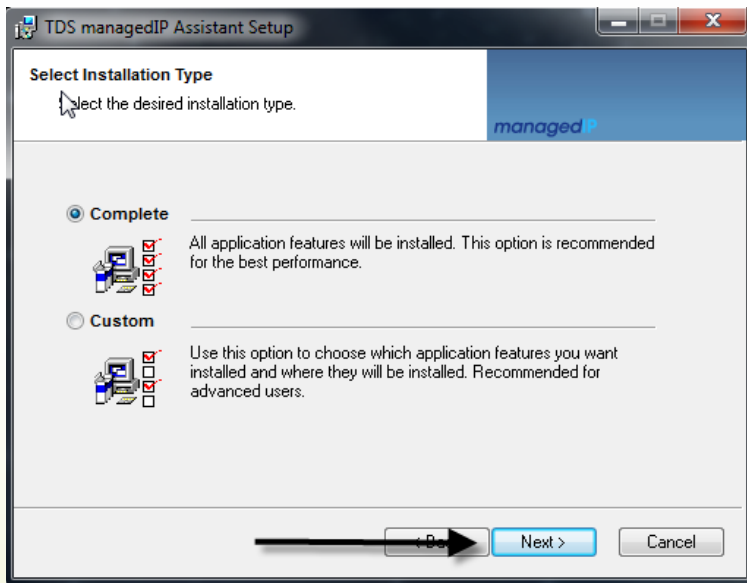 TDS managedIP Assistant Setup
Select Installation Type
the desired installation type.
managedIP
Complete
All application features will be installed. This option is recommended
for the best performance.
Custom
Use this option to choose which application features you want
installed and where they will be installed. Recommended for
advanced users.
Next >
Cancel